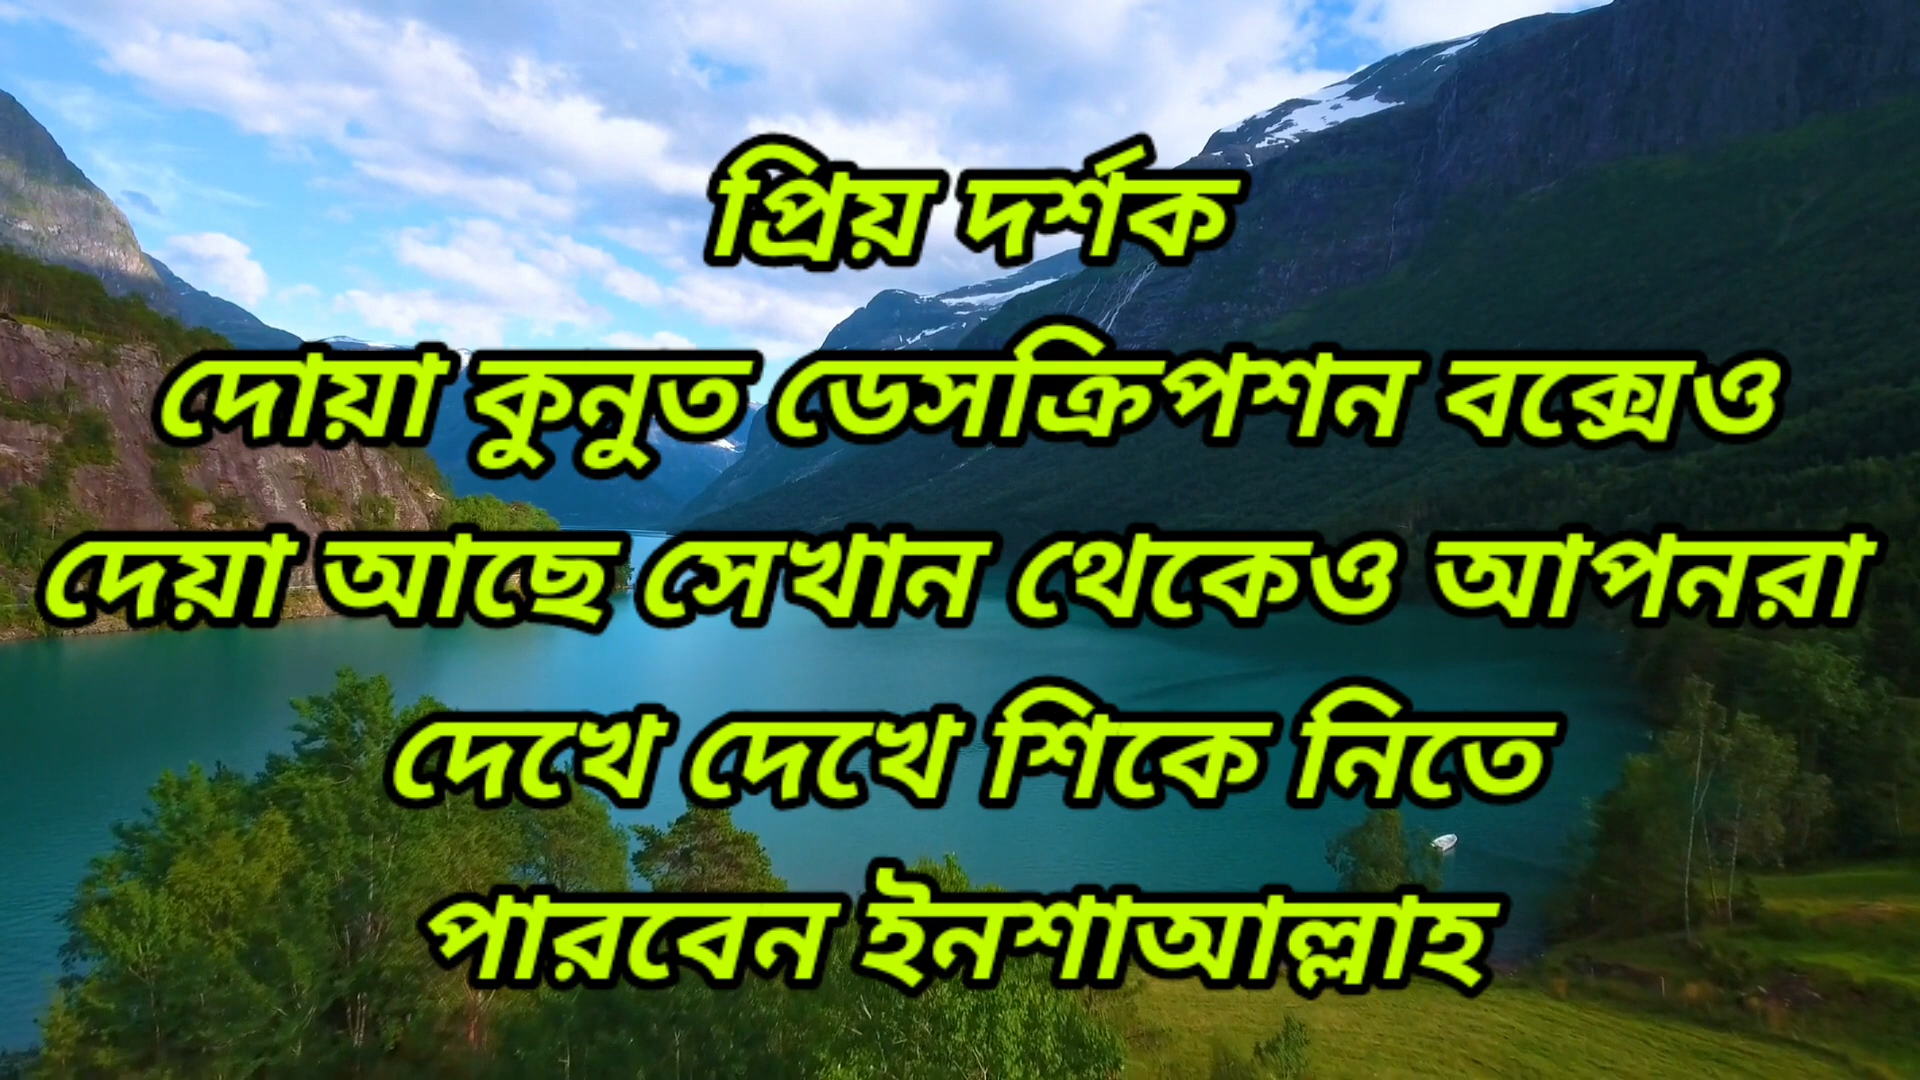 প্রিয় দর্শক
দোয়া কুনুত ডেসক্রিপশন বক্সেও
দেয়া আছে সেখান থেকেও আপনরা
দেখে দেখে শিকে নিতে
পারবেন ইনশাআল্লাহ